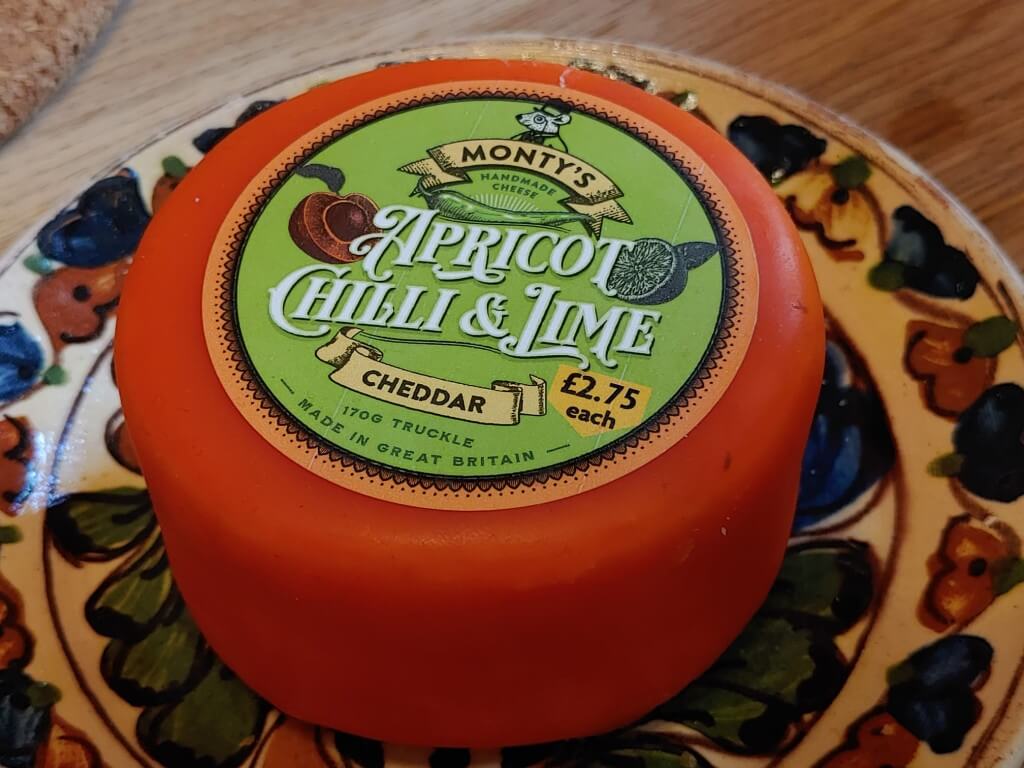 MONTY'S
HANDMADE
CHEESE
APRICOT
CHILLI & LIME
CHEDDAR
£2.75
each
170G TRUCKLE
MADE IN GREAT BRITAIN